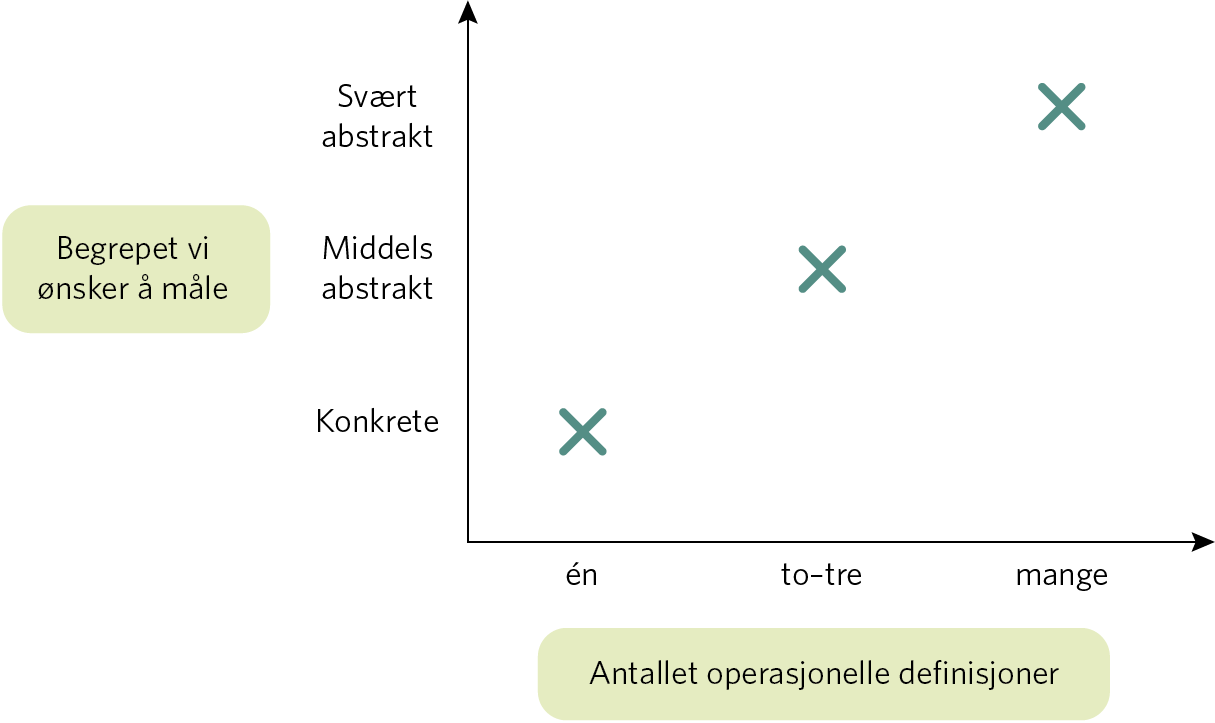 Svært
abstrakt
Begrepet vi
ønsker å måle
Middels
abstrakt
Konkrete
én
to–tre
mange
Antallet operasjonelle definisjoner